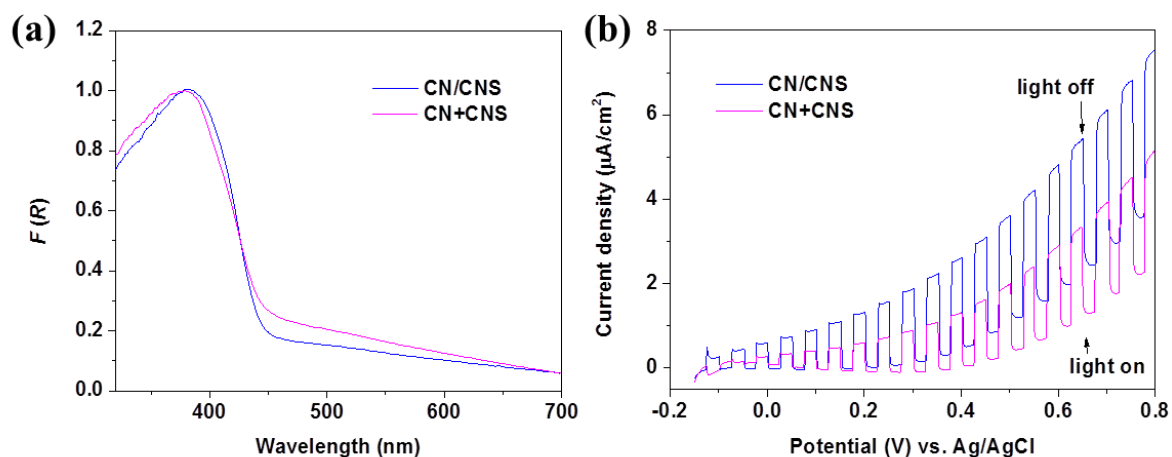 (a)
1.2
1.0
0.8
0.6
0.4
0.2
0.0
F (R)
CN/CNS
CN+CNS
400
500
600
700
Wavelength (nm)
(b)
8
6
4
2
0
Current density (μA/cm²)
CN/CNS
CN+CNS
light off
light on
-0.2
0.0
0.2
0.4
0.6
0.8
Potential (V) vs. Ag/AgCl